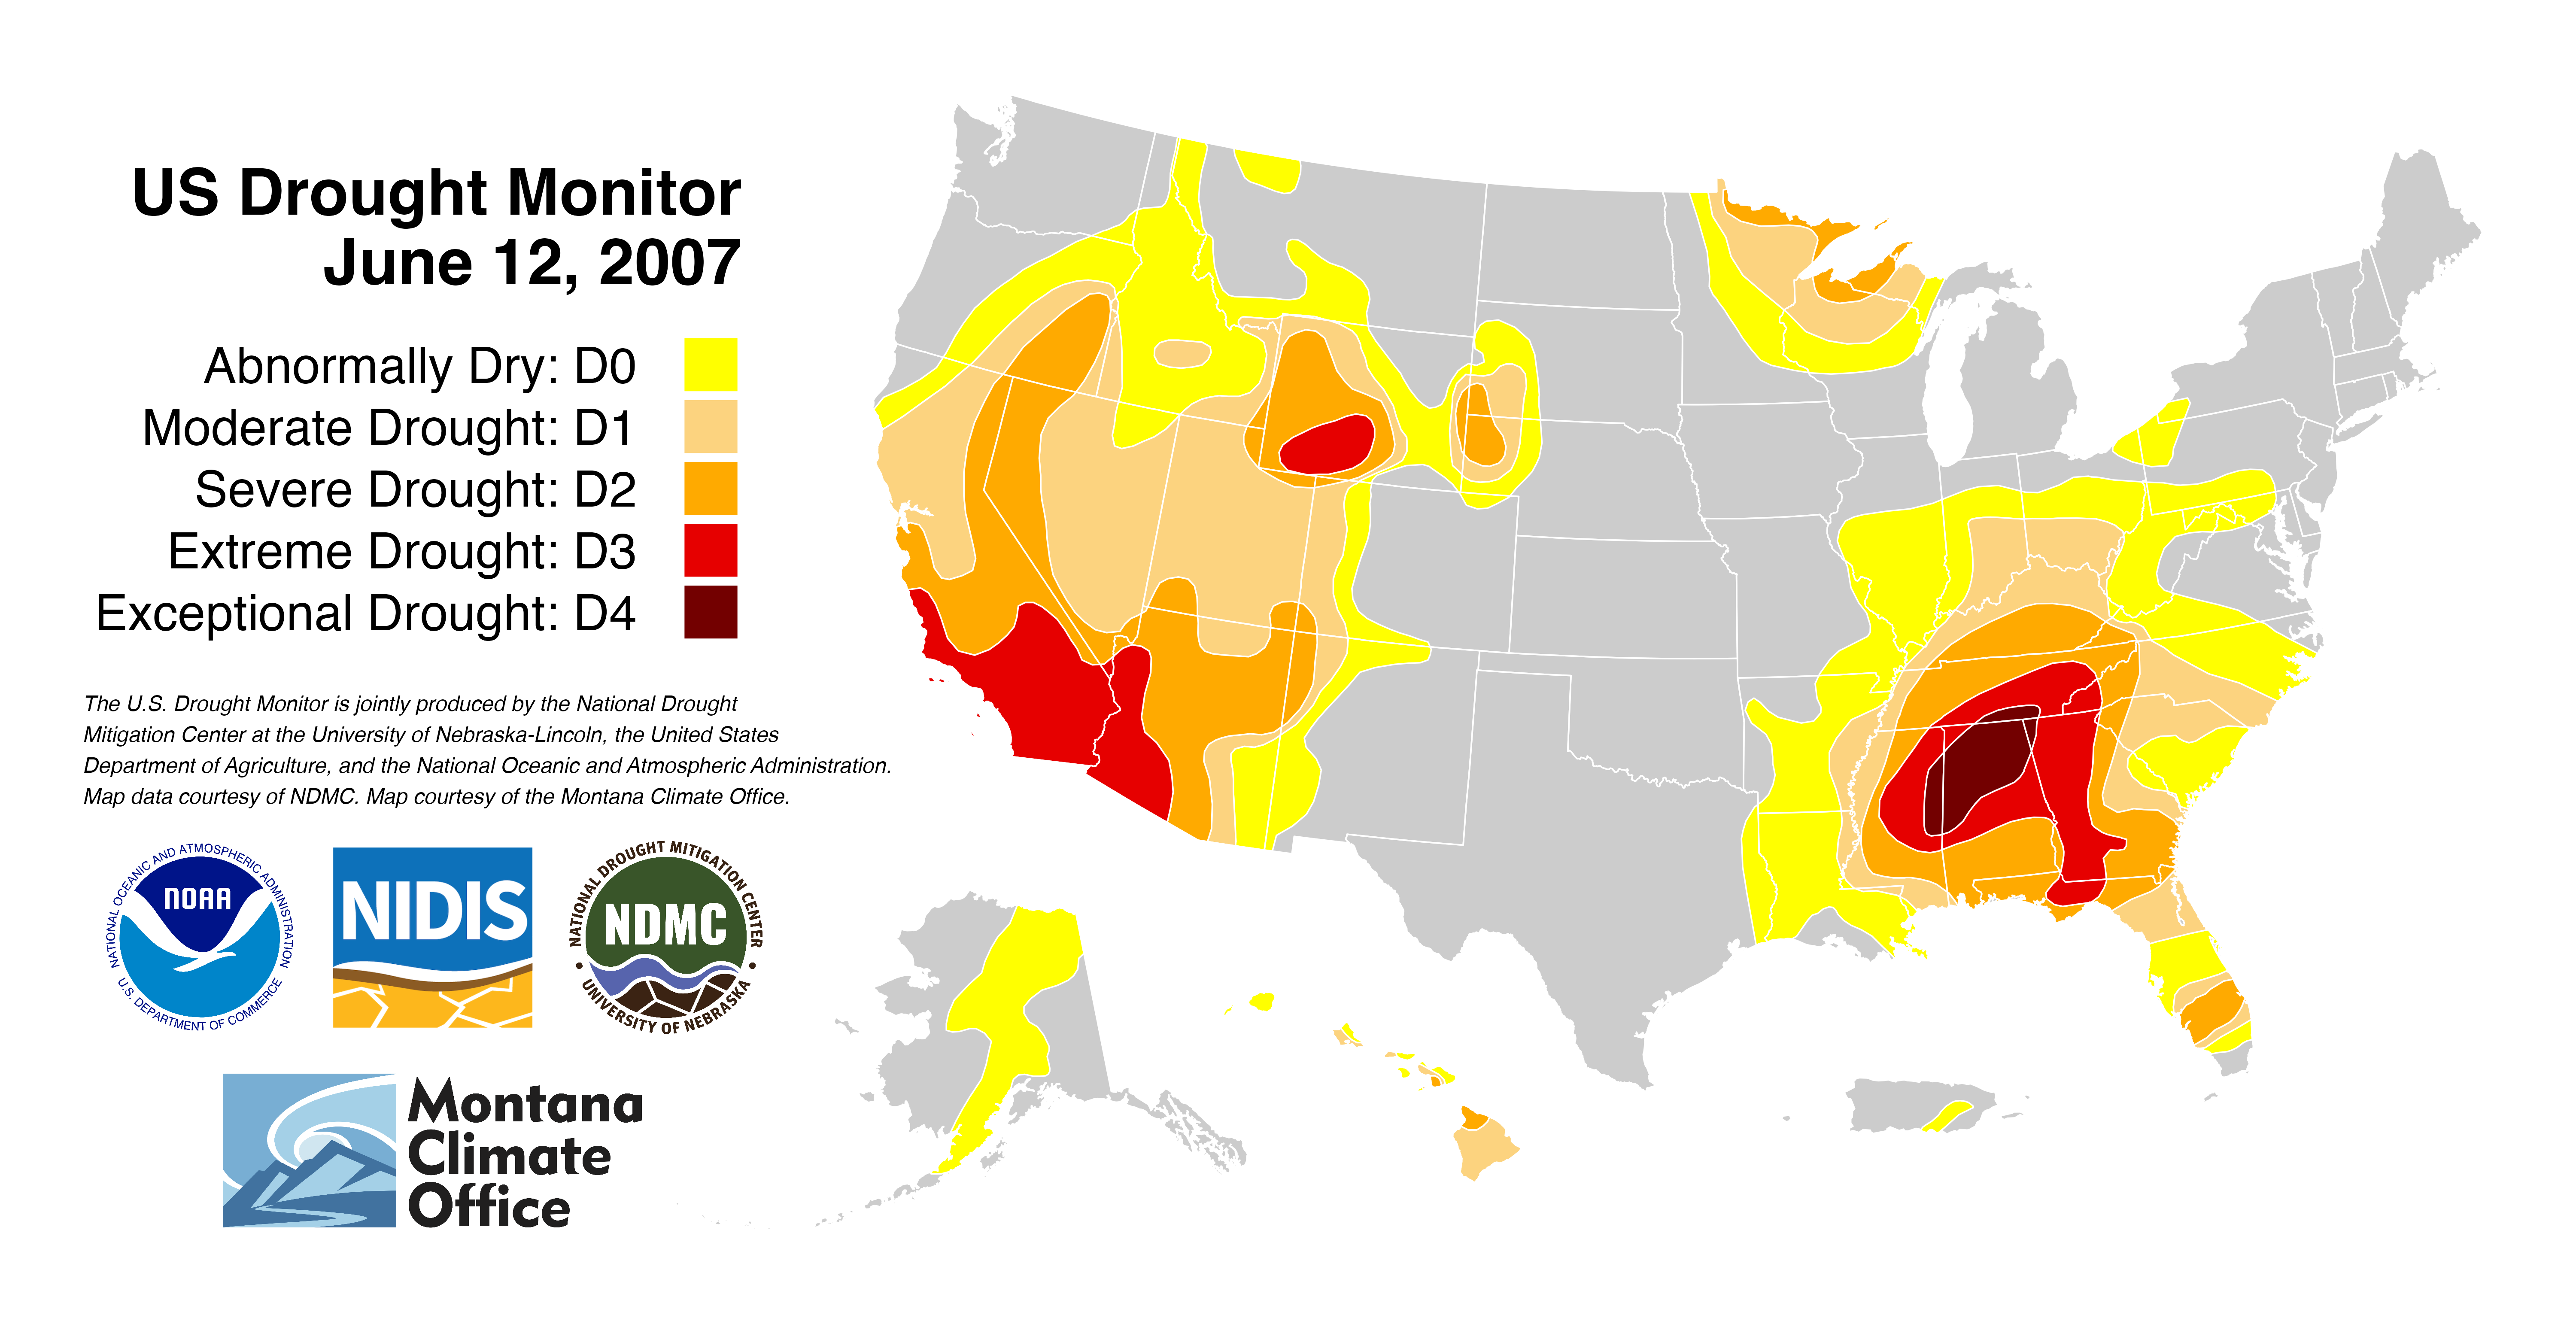 US Drought Monitor
June 12, 2007
Abnormally Dry: D0
Moderate Drought: D1
Severe Drought: D2
Extreme Drought: D3
Exceptional Drought: D4
The U.S. Drought Monitor is jointly produced by the National Drought
Mitigation Center at the University of Nebraska-Lincoln, the United States
Department of Agriculture, and the National Oceanic and Atmospheric Administration.
Map data courtesy of NDMC. Map courtesy of the Montana Climate Office.
NATIONAL OCEANIC AND ATMOSPHERIC ADMINISTRATION
NOAA
U.S. DEPARTMENT OF COMMERCE
NIDIS
NATIONAL DROUGHT MITIGATION CENTER
NDMC
UNIVERSITY OF NEBRASKA
Montana
Climate
Office